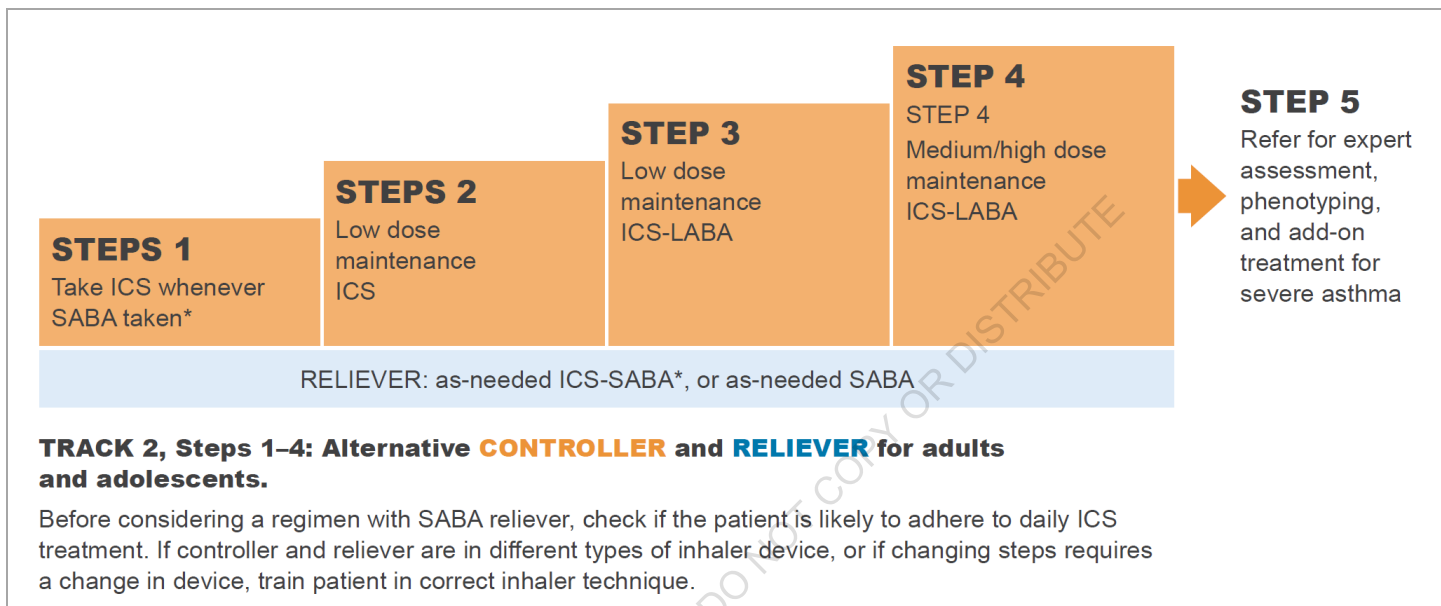 STEPS 1
Take ICS whenever
SABA taken*
STEPS 2
Low dose
maintenance
ICS
STEP 3
Low dose
maintenance
ICS-LABA
STEP 4
STEP 4
Medium/high dose
maintenance
ICS-LABA
STEP 5
Refer for expert
assessment,
phenotyping,
and add-on
treatment for
severe asthma
RELIEVER: as-needed ICS-SABA*, or as-needed SABA
TRACK 2, Steps 1–4: Alternative CONTROLLER and RELIEVER for adults
and adolescents.
Before considering a regimen with SABA reliever, check if the patient is likely to adhere to daily ICS
treatment. If controller and reliever are in different types of inhaler device, or if changing steps requires
a change in device, train patient in correct inhaler technique.
DO NOT COPY OR DISTRIBUTE